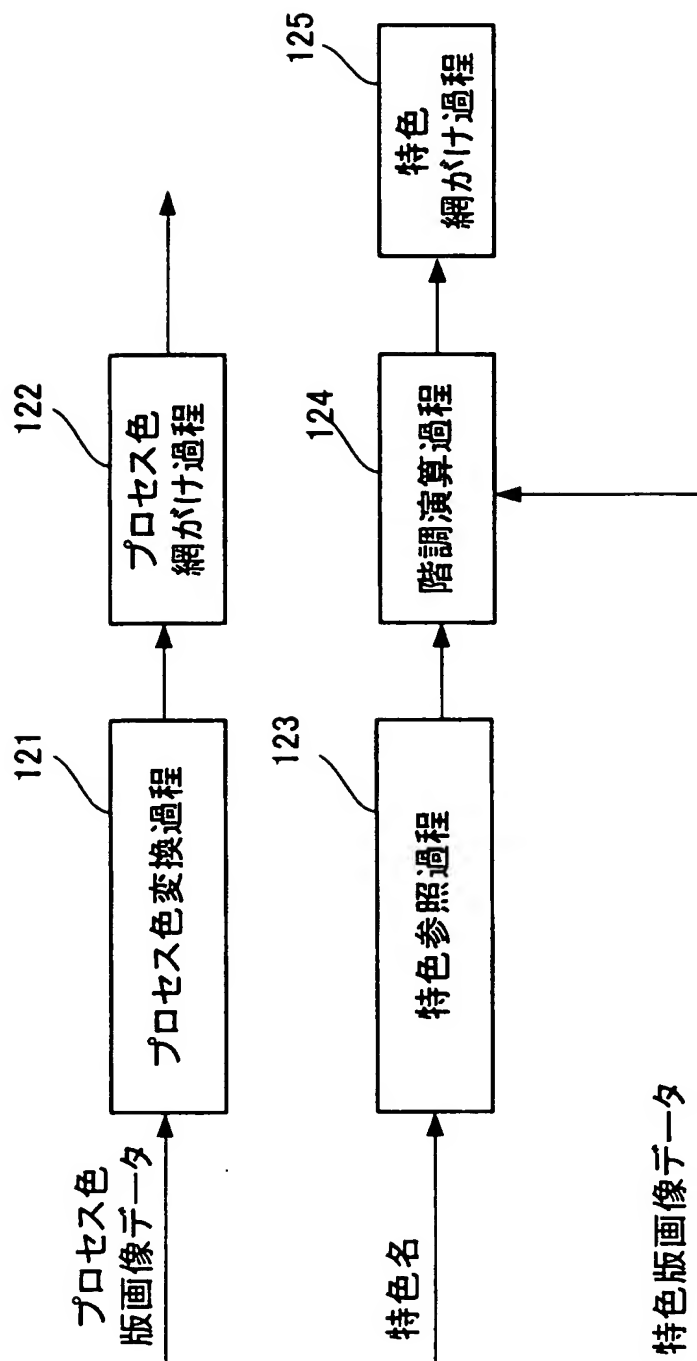 プロセス色
版画像データ
121
プロセス色変換過程
122
プロセス色
網がけ過程
特色名
123
特色参照過程
124
階調演算過程
125
特色
網がけ過程
特色版画像データ